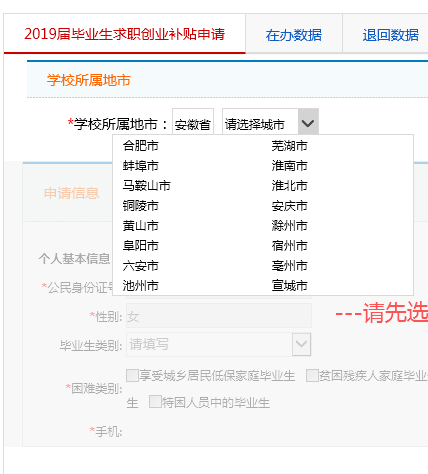 2019届毕业生求职创业补贴申请 在办数据 退回数据
学校所属地市
*学校所属地市： 安徽省 请选择城市
合肥市 芜湖市
蚌埠市 淮南市
马鞍山市 淮北市
铜陵市 安庆市
黄山市 滁州市
阜阳市 宿州市
六安市 亳州市
池州市 宣城市
申请信息
个人基本信息
*公民身份证号
---请先选
*性别: 女
毕业生类别: 请填写
*困难类别: 享受城乡居民低保家庭毕业生 贫困残疾人家庭毕业
生 特困人员中的毕业生
*手机: